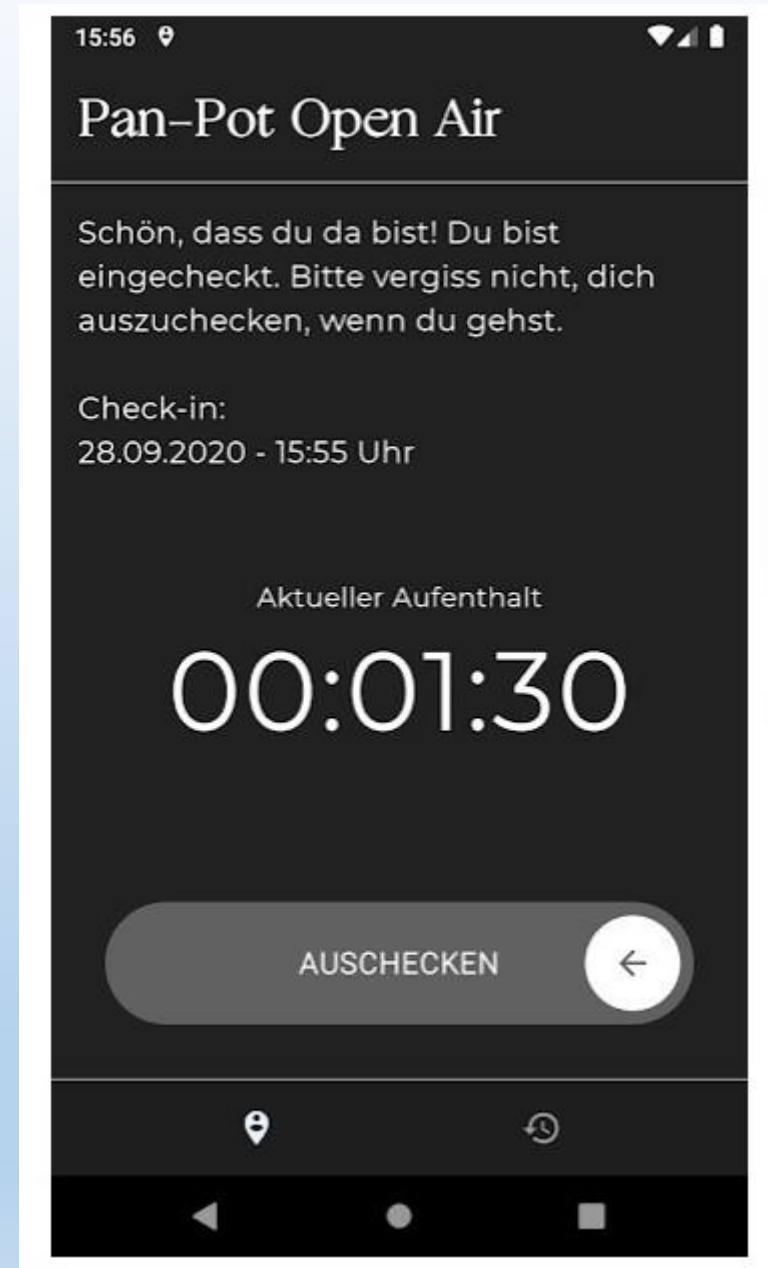 15:56
Pan-Pot Open Air
Schön, dass du da bist! Du bist
eingecheckt. Bitte vergiss nicht, dich
auszuchecken, wenn du gehst.
Check-in:
28.09.2020 - 15:55 Uhr
Aktueller Aufenthalt
00:01:30
AUSCHECKEN